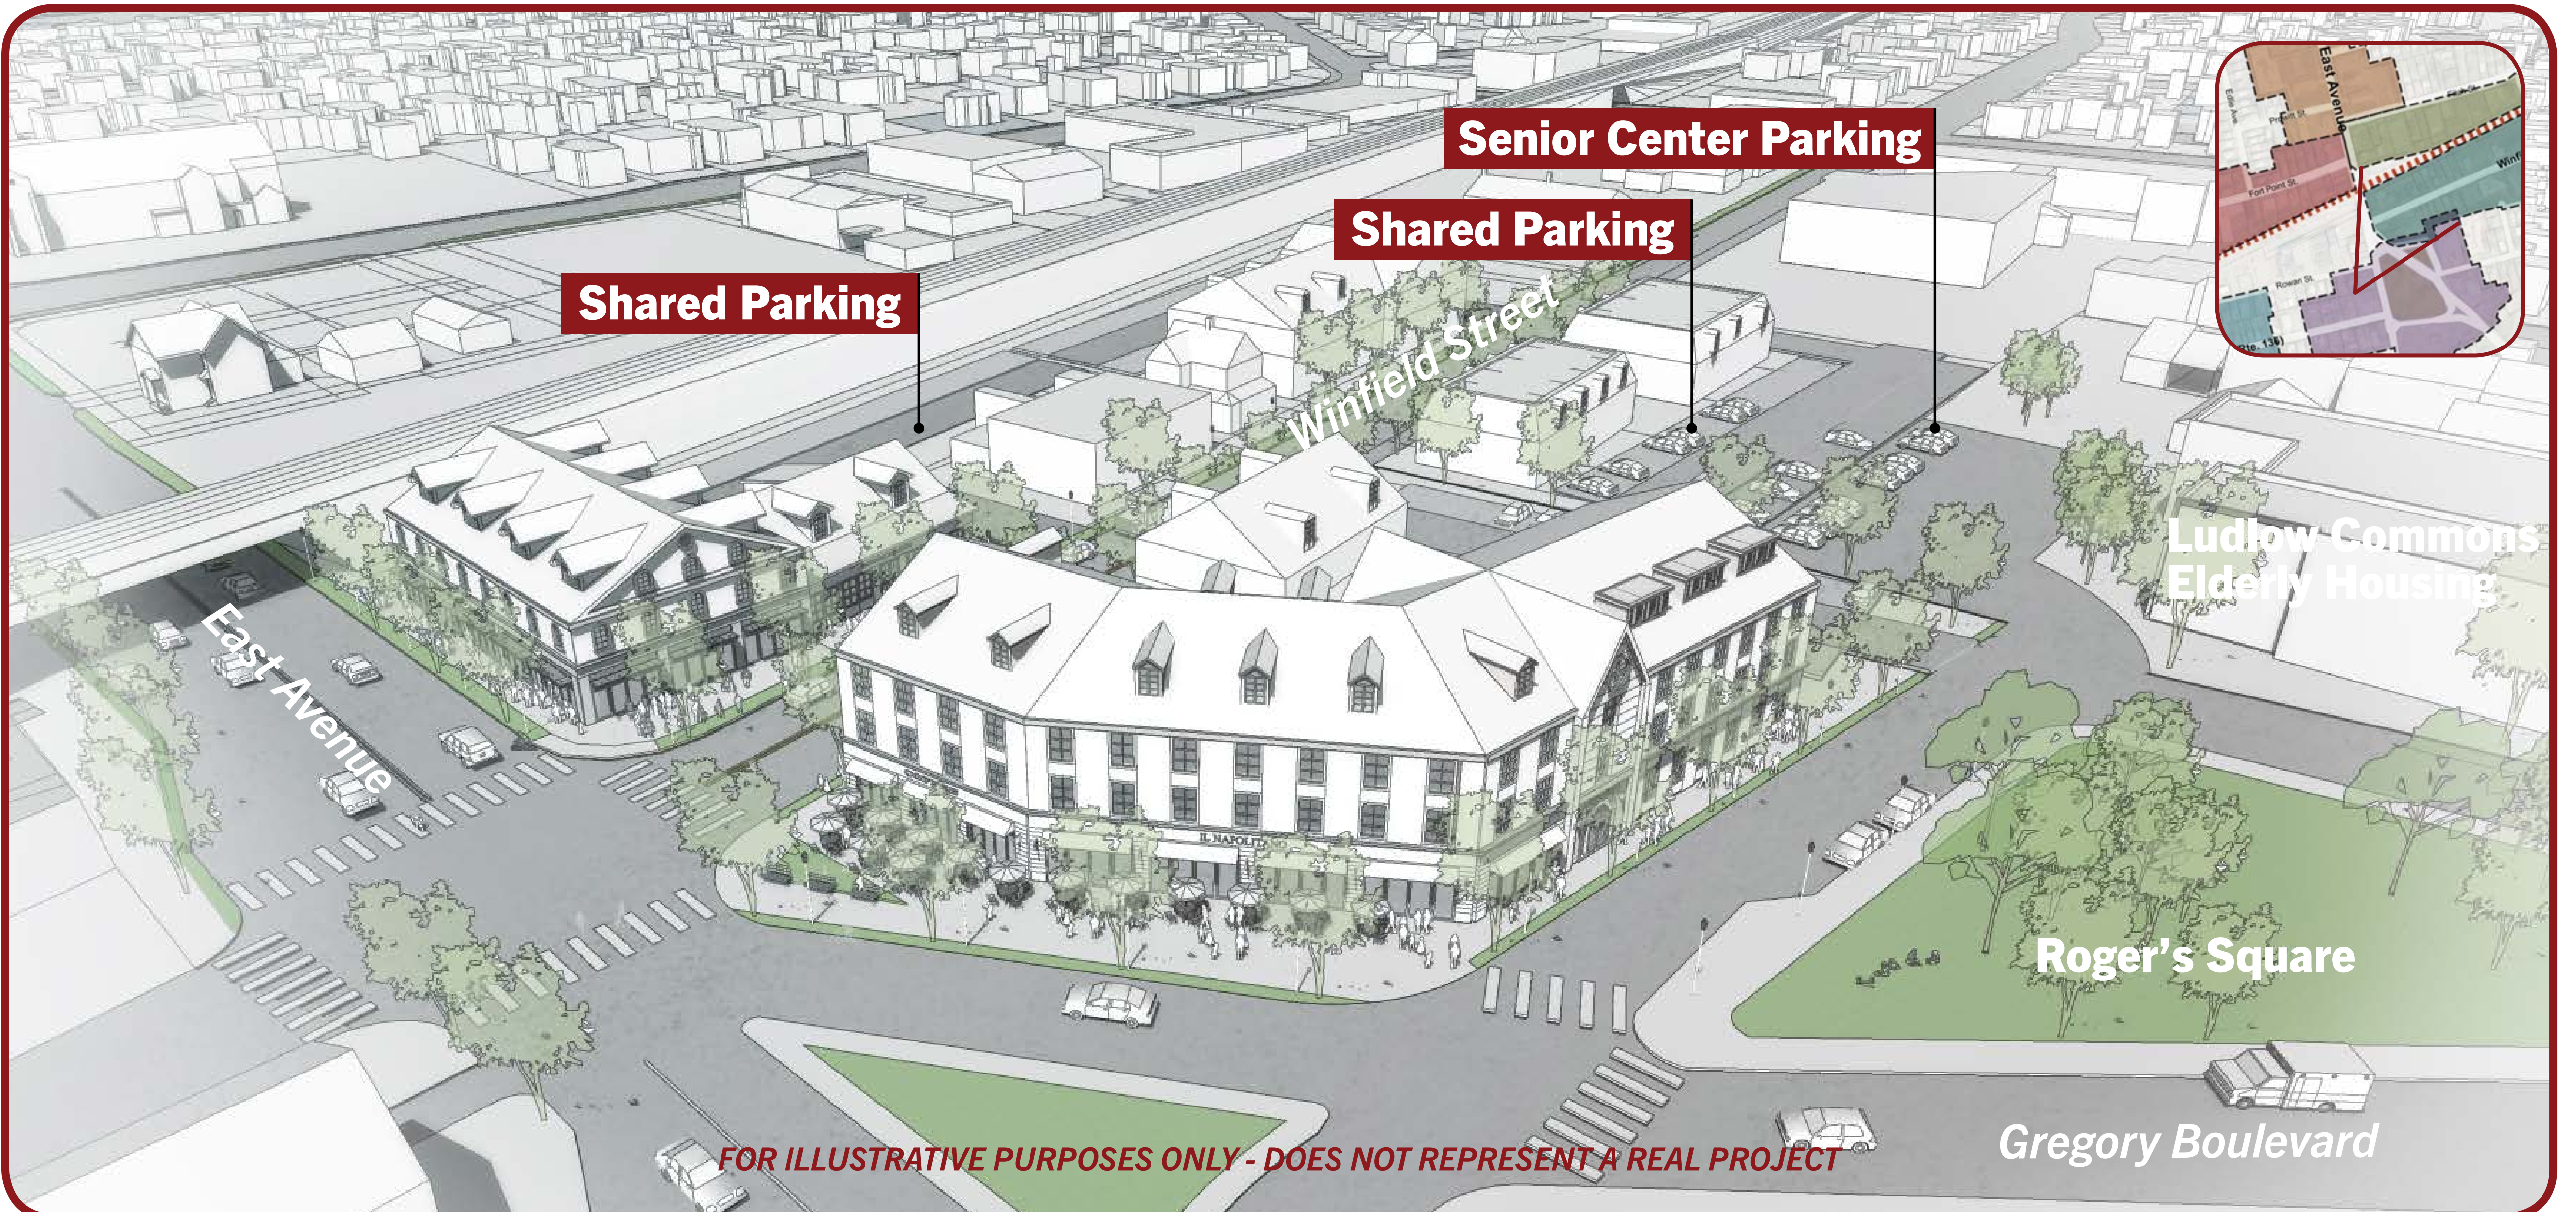 Senior Center Parking
Shared Parking
Shared Parking
Winfield Street
East Avenue
Ludlow Commons
Elderly Housing
IL NAPOLITANO
Roger's Square
Gregory Boulevard
FOR ILLUSTRATIVE PURPOSES ONLY - DOES NOT REPRESENT A REAL PROJECT
East Avenue
Fort Point St.
Rowan St.